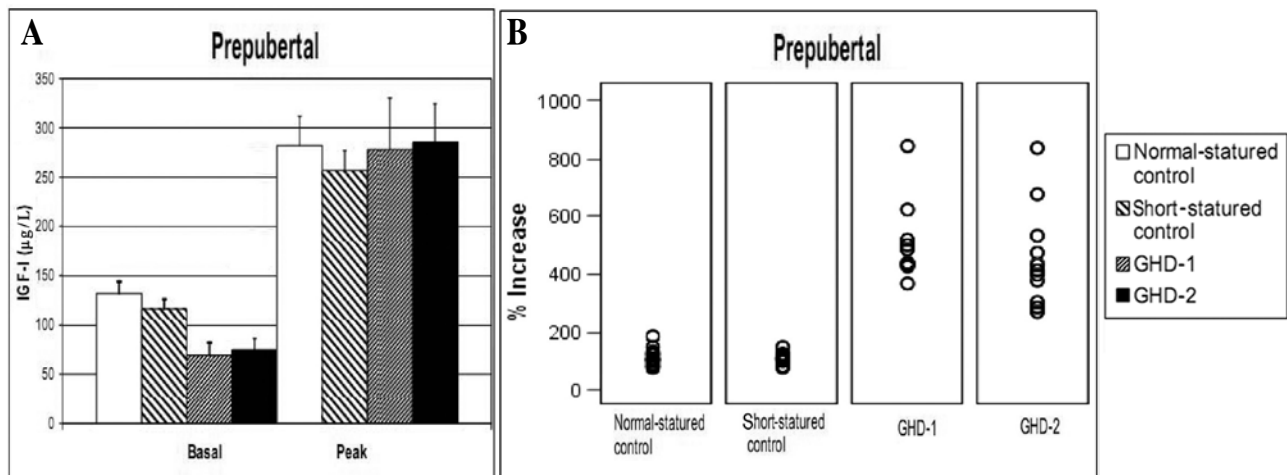 A
Prepubertal
350
300
250
200
150
100
50
0
IGF-I (µg/L)
Basal Peak
B
Prepubertal
1000
800
600
400
200
0
% Increase
Normal-statured
control
Short-statured
control
GHD-1
GHD-2
Normal-statured
control
Short-statured
control
GHD-1
GHD-2